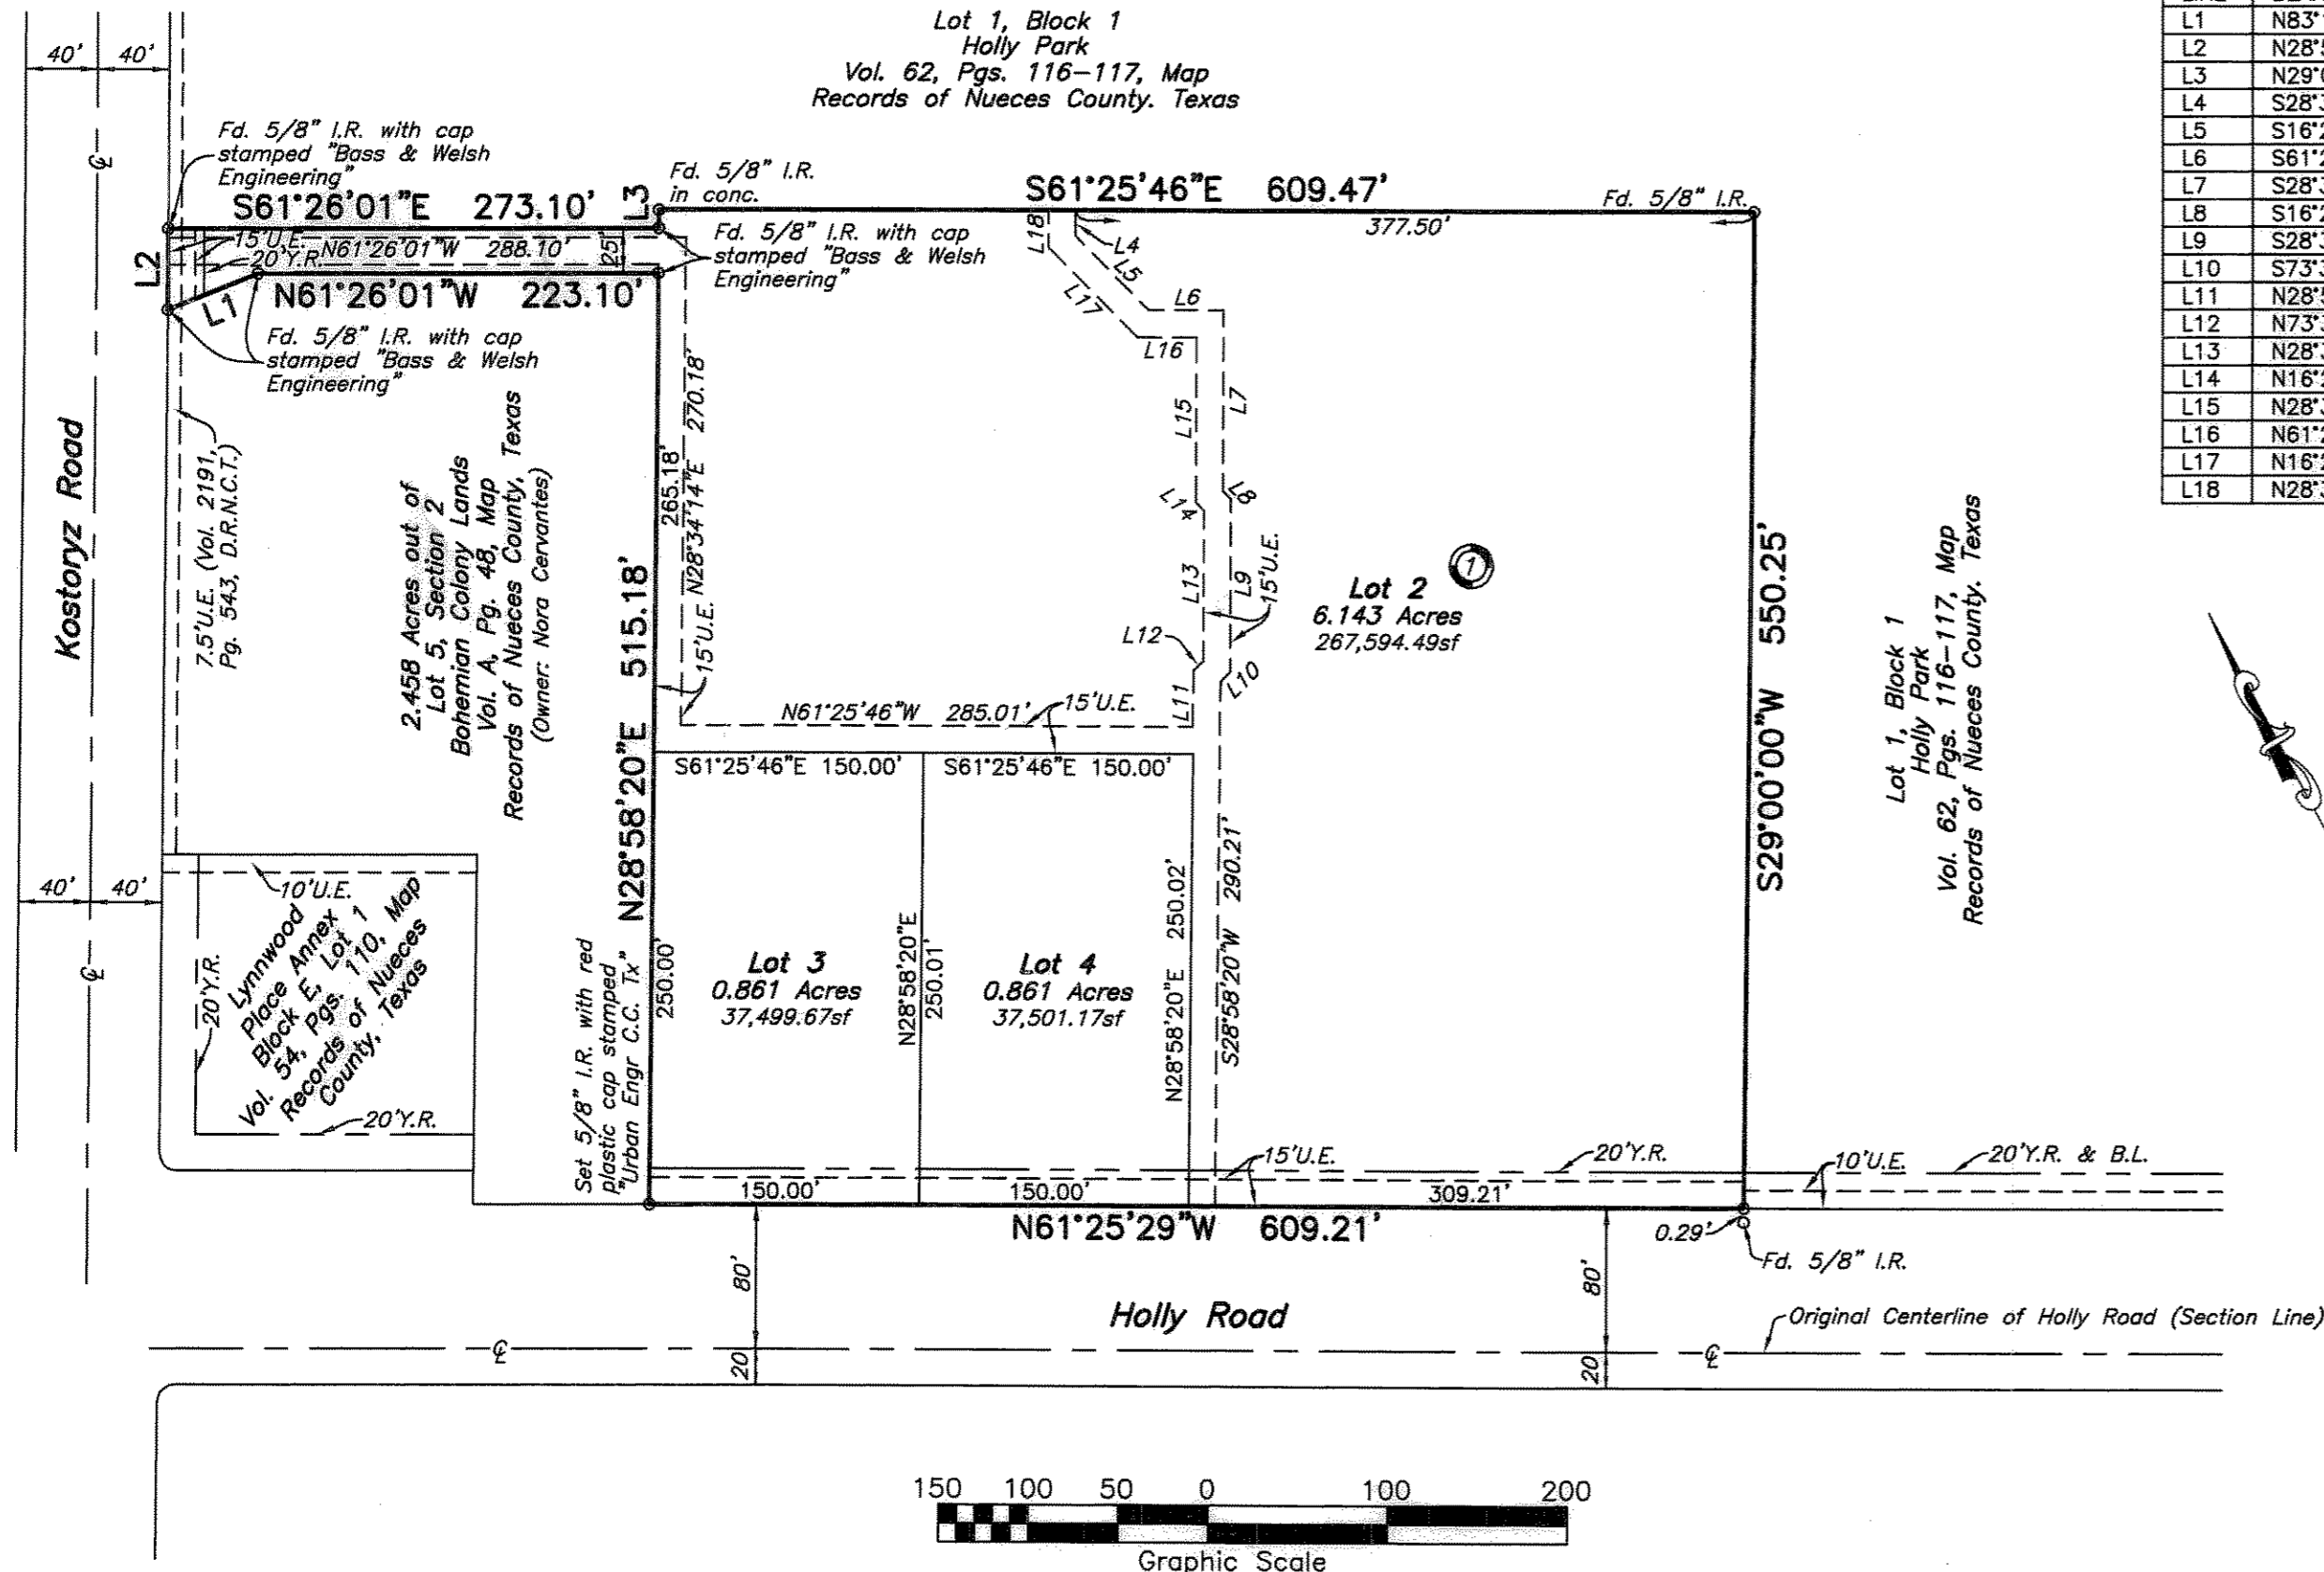 Lot 1, Block 1
Holly Park
Vol. 62, Pgs. 116-117, Map
Records of Nueces County. Texas
40' 40'
Fd. 5/8" I.R. with cap
stamped "Bass & Welsh
Engineering"
Fd. 5/8" I.R.
in conc.
S61°26'01"E 273.10'
L3
S61°25'46"E 609.47'
Fd. 5/8" I.R.
377.50'
15'U.E.
N61°26'01"W 288.10'
25'
20'Y.R.
L2
L1
N61°26'01"W 223.10'
Fd. 5/8" I.R. with cap
stamped "Bass & Welsh
Engineering"
Fd. 5/8" I.R. with cap
stamped "Bass & Welsh
Engineering"
L18
L4
L5
L6
L17
L16
L7
L15
L8
L14
L13
L9
15'U.E.
L12
L10
L11
L1 N83°
L2
L3
L4
L5
L6
L7
L8
L9
L10
L11
L12
L13
L14
L15
L16
L17
L18
Kostoryz Road
7.5'U.E. (Vol. 2191,
Pg. 543, D.R.N.C.T.)
2.458 Acres out of
Lot 5, Section 2
Bohemian Colony Lands
Vol. A, Pg. 48, Map
Records of Nueces County, Texas
(Owner: Nora Cervantes)
N28°58'20"E 515.18'
265.18'
15'U.E.
N28°34'14"E 270.18'
15'U.E.
1
Lot 2
6.143 Acres
267,594.49sf
S29°00'00"W 550.25'
Lot 1, Block 1
Holly Park
Vol. 62, Pgs. 116-117, Map
Records of Nueces County. Texas
N61°25'46"W 285.01'
15'U.E.
S61°25'46"E 150.00'
S61°25'46"E 150.00'
Lot 3
0.861 Acres
37,499.67sf
N28°58'20"E
250.01'
Lot 4
0.861 Acres
37,501.17sf
N28°58'20"E 250.02'
S28°58'20"W 290.21'
250.00'
40' 40'
10'U.E.
20'Y.R.
Lynnwood
Place Annex
Block E, Lot 1
Vol. 54, Pgs. 110, Map
Records of Nueces
County, Texas
20'Y.R.
Set 5/8" I.R. with red
plastic cap stamped
"Urban Engr C.C. Tx"
15'U.E.
20'Y.R.
10'U.E.
20'Y.R. & B.L.
150.00'
150.00'
309.21'
N61°25'29"W 609.21'
0.29'
Fd. 5/8" I.R.
80'
80'
Holly Road
Original Centerline of Holly Road (Section Line)
20
20
150 100 50 0 100 200
Graphic Scale